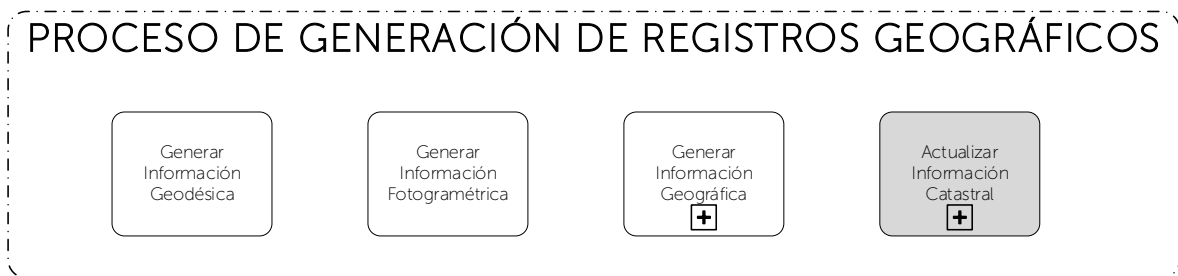 PROCESO DE GENERACIÓN DE REGISTROS GEOGRÁFICOS
Generar
Información
Geodésica
Generar
Información
Fotogramétrica
Generar
Información
Geográfica
Actualizar
Información
Catastral